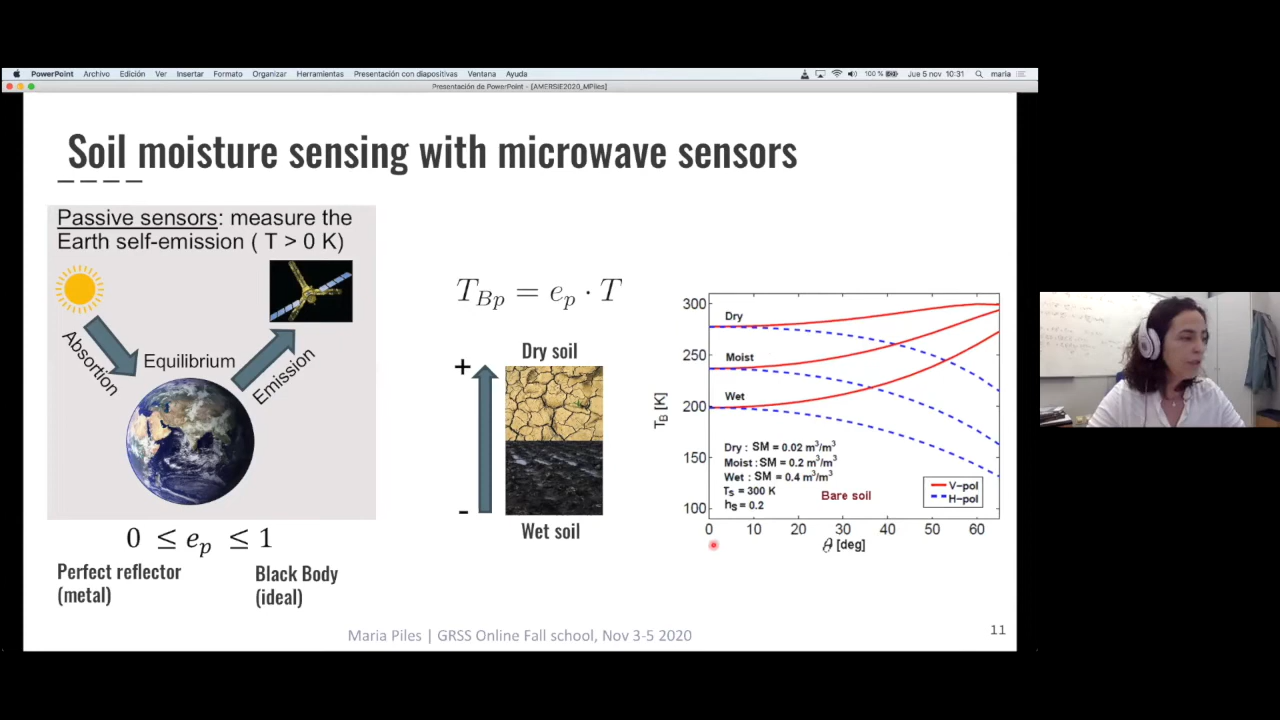 PowerPoint Archivo Edición Ver Insertar Formato Organizar Herramientas Presentación con diapositivas Ventana Ayuda 100 % Jue 5 nov 10:31 maria
Presentación de PowerPoint - [AMERSIE2020_MPiles]
Soil moisture sensing with microwave sensors
Passive sensors: measure the
Earth self-emission ( T > 0 K)
Absortion
Equilibrium
Emission
0 ≤ e_p ≤ 1
Perfect reflector
(metal)
Black Body
(ideal)
T_{Bp} = e_p · T
Dry soil
+
-
Wet soil
300
250
200
150
100
T_B [K]
Dry
Moist
Wet
Dry : SM = 0.02 m³/m³
Moist : SM = 0.2 m³/m³
Wet : SM = 0.4 m³/m³
T_S = 300 K
h_S = 0.2
Bare soil
V-pol
H-pol
0 10 20 30 40 50 60
θ [deg]
Maria Piles | GRSS Online Fall school, Nov 3-5 2020
11